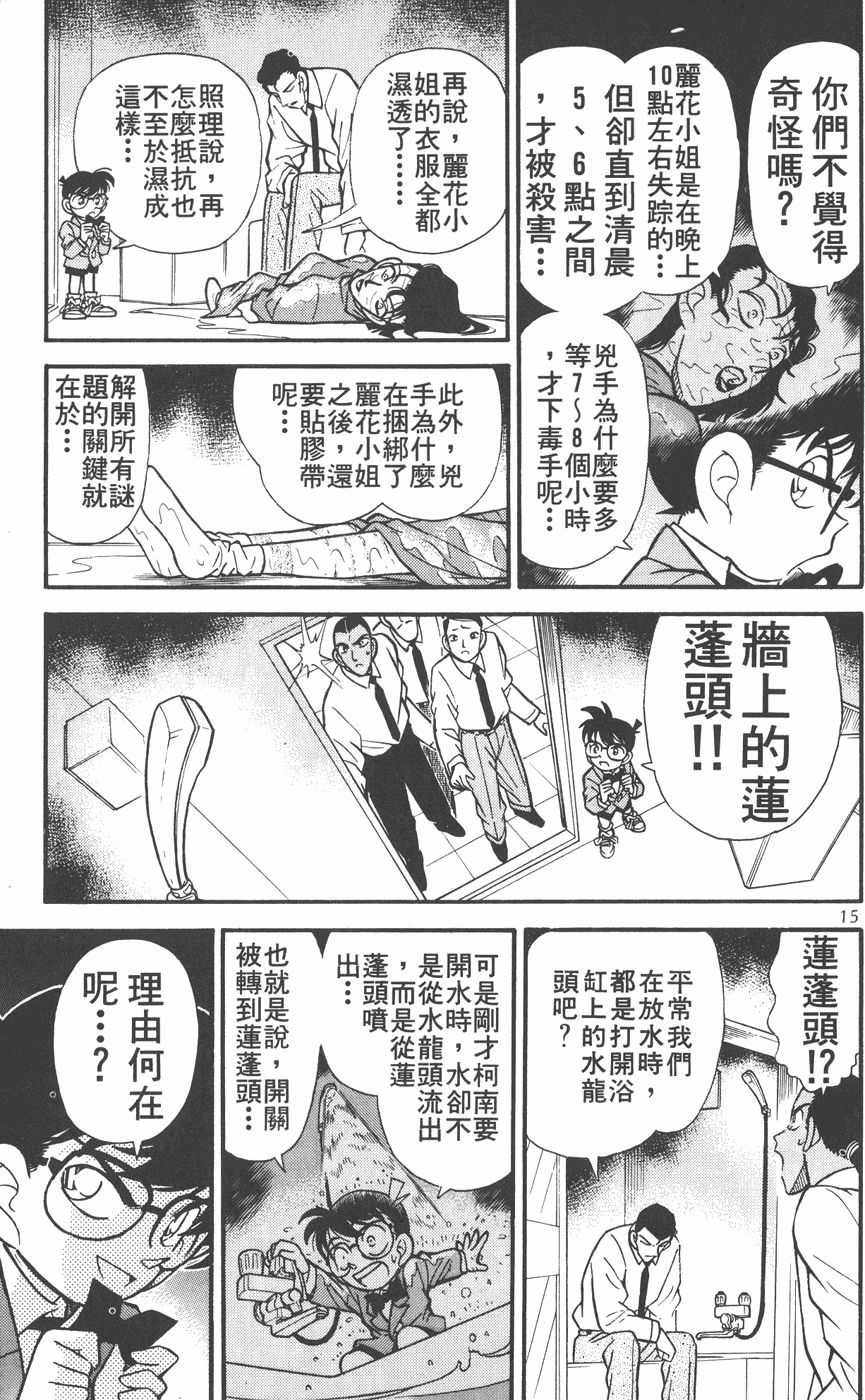 你們不覺得
奇怪嗎？
麗花小姐是在晚上
10點左右失踪的…
但卻直到清晨
5、6點之間
，才被殺害…
兇手為什麼要多
等7～8個小時
，才下毒手呢…
再說，麗花小
姐的衣服全都
濕透了……
照理說，再
怎麼抵抗也
不至於濕成
這樣…
此外，兇
手為什麼
在捆綁了
麗花小姐
之後，還
要貼膠帶
呢…
解開所有謎
題的關鍵就
在於…
牆上的蓮
蓬頭!!
15
蓮蓬頭!?
平常我們
在放水時，
都是打開浴
缸上的水龍
頭吧？
可是剛才柯南要
開水時，水卻不
是從水龍頭流出
，而是從蓮
蓬頭噴
出…
也就是說，開關
被轉到蓮蓬頭…
理由何在
呢…？